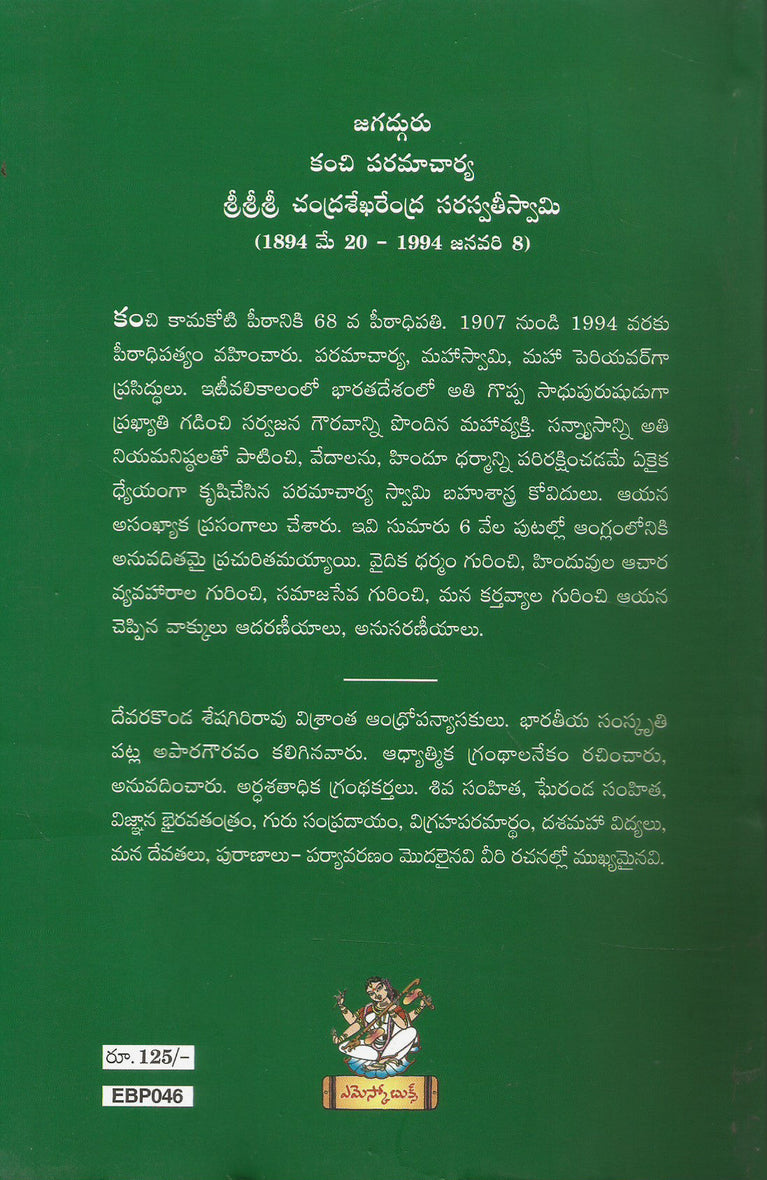 జగద్గురు
కంచి పరమాచార్య
శ్రీశ్రీశ్రీ చంద్రశేఖరేంద్ర సరస్వతీస్వామి
(1894 మే 20 - 1994 జనవరి 8)
కంచి కామకోటి పీఠానికి 68 వ పీఠాధిపతి. 1907 నుండి 1994 వరకు
పీఠాధిపత్యం వహించారు. పరమాచార్య, మహాస్వామి, మహా పెరియవర్‌గా
ప్రసిద్ధులు. ఇటీవలికాలంలో భారతదేశంలో అతి గొప్ప సాధుపురుషుడుగా
ప్రఖ్యాతి గడించి సర్వజన గౌరవాన్ని పొందిన మహావ్యక్తి. సన్న్యాసాన్ని అతి
నియమనిష్ఠలతో పాటించి, వేదాలను, హిందూ ధర్మాన్ని పరిరక్షించడమే ఏకైక
ధ్యేయంగా కృషిచేసిన పరమాచార్య స్వామి బహుశాస్త్ర కోవిదులు. ఆయన
అసంఖ్యాక ప్రసంగాలు చేశారు. ఇవి సుమారు 6 వేల పుటల్లో ఆంగ్లంలోనికి
అనువదితమై ప్రచురితమయ్యాయి. వైదిక ధర్మం గురించి, హిందువుల ఆచార
వ్యవహారాల గురించి, సమాజసేవ గురించి, మన కర్తవ్యాల గురించి ఆయన
చెప్పిన వాక్కులు ఆదరణీయాలు, అనుసరణీయాలు.
దేవరకొండ శేషగిరిరావు విశ్రాంత ఆంధ్రోపన్యాసకులు. భారతీయ సంస్కృతి
పట్ల అపారగౌరవం కలిగినవారు. ఆధ్యాత్మిక గ్రంథాలనేకం రచించారు,
అనువదించారు. అర్ధశతాధిక గ్రంథకర్తలు. శివ సంహిత, ఘేరండ సంహిత,
విజ్ఞాన భైరవతంత్రం, గురు సంప్రదాయం, విగ్రహపరమార్థం, దశమహా విద్యలు,
మన దేవతలు, పురాణాలు- పర్యావరణం మొదలైనవి వీరి రచనల్లో ముఖ్యమైనవి.
రూ. 125/-
EBP046
ఎమెస్కో బుక్స్